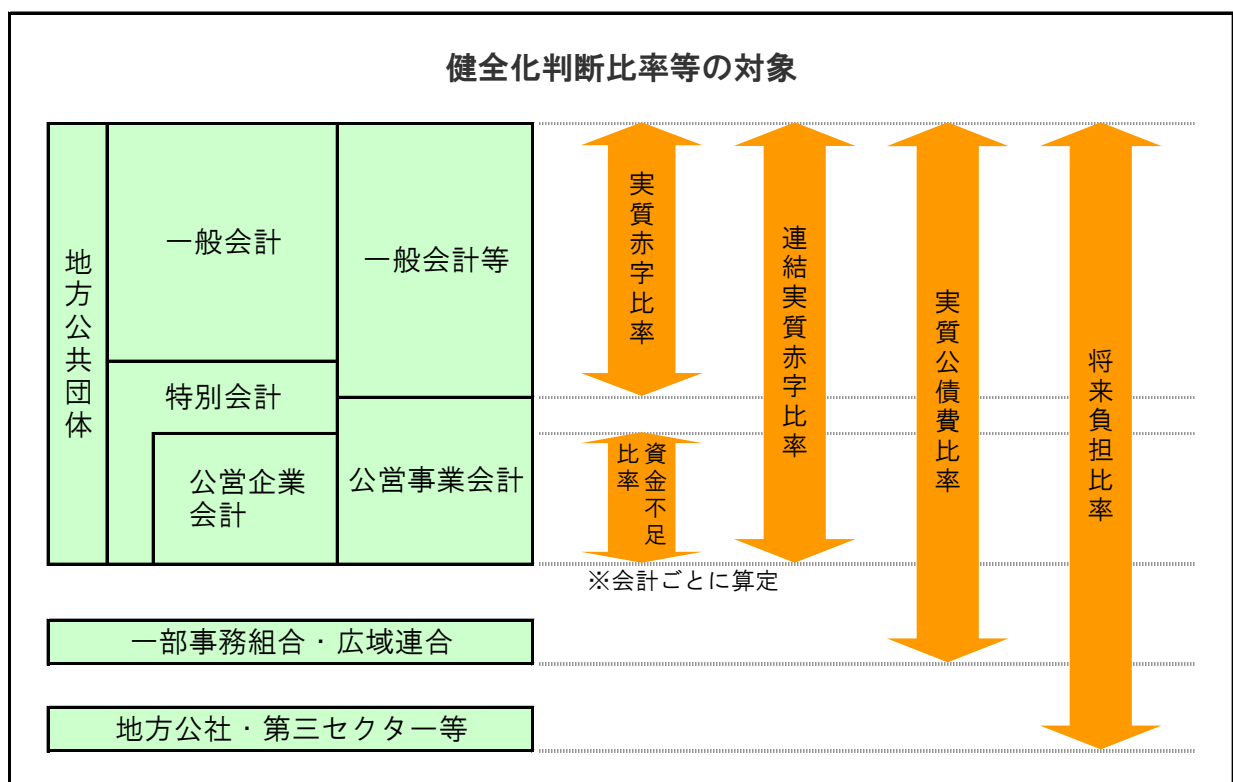 健全化判断比率等の対象
地方公共団体
一般会計
一般会計等
特別会計
公営企業
会計
公営事業会計
実質赤字比率
資金不足
比率
※会計ごとに算定
連結実質赤字比率
実質公債費比率
将来負担比率
一部事務組合・広域連合
地方公社・第三セクター等